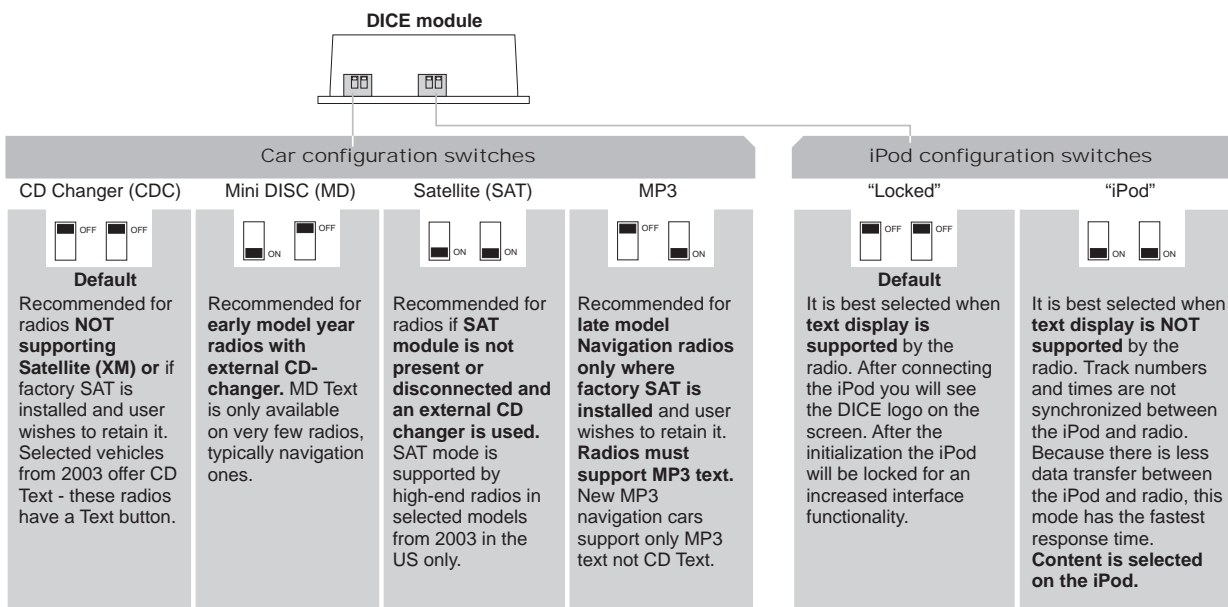 DICE module
Car configuration switches
iPod configuration switches
CD Changer (CDC)
OFF OFF
Default
Recommended for
radios NOT
supporting
Satellite (XM) or if
factory SAT is
installed and user
wishes to retain it.
Selected vehicles
from 2003 offer CD
Text - these radios
have a Text button.
Mini DISC (MD)
ON OFF
Recommended for
early model year
radios with
external CD-
changer. MD Text
is only available
on very few radios,
typically navigation
ones.
Satellite (SAT)
ON ON
Recommended for
radios if SAT
module is not
present or
disconnected and
an external CD
changer is used.
SAT mode is
supported by
high-end radios in
selected models
from 2003 in the
US only.
MP3
OFF ON
Recommended for
late model
Navigation radios
only where
factory SAT is
installed and user
wishes to retain it.
Radios must
support MP3 text.
New MP3
navigation cars
support only MP3
text not CD Text.
“Locked”
OFF OFF
Default
It is best selected when
text display is
supported by the
radio. After connecting
the iPod you will see
the DICE logo on the
screen. After the
initialization the iPod
will be locked for an
increased interface
functionality.
“iPod”
ON ON
It is best selected when
text display is NOT
supported by the
radio. Track numbers
and times are not
synchronized between
the iPod and radio.
Because there is less
data transfer between
the iPod and radio, this
mode has the fastest
response time.
Content is selected
on the iPod.